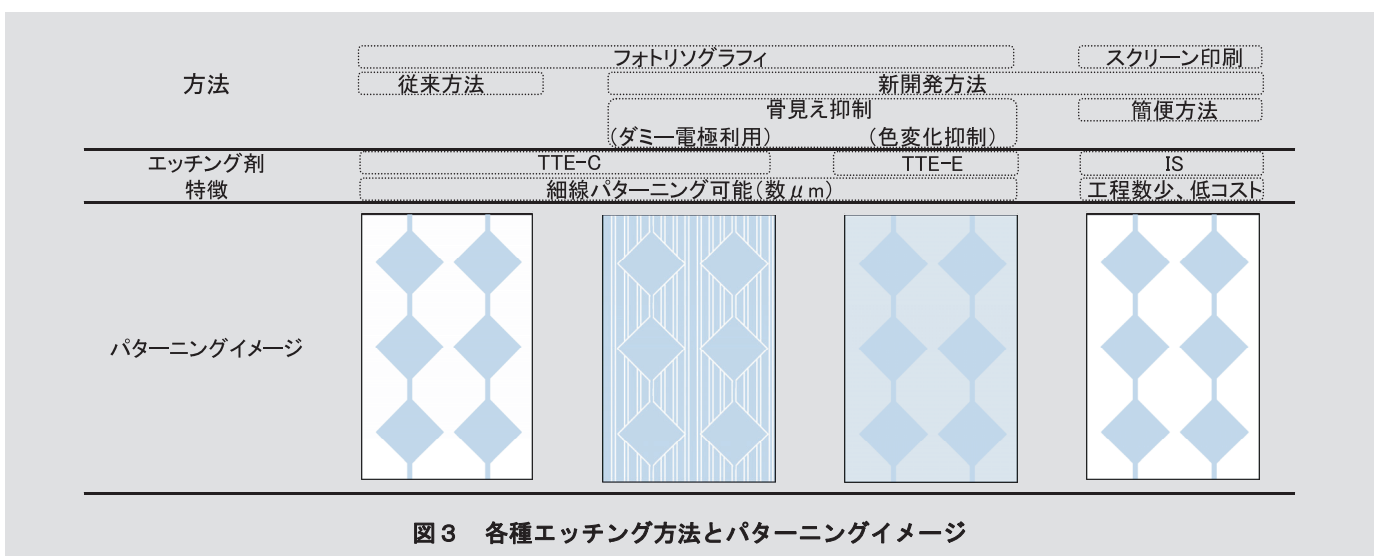 フォトリソグラフィ スクリーン印刷
方法 従来方法 新開発方法
骨見え抑制 簡便方法
(ダミー電極利用) (色変化抑制)
エッチング剤 TTE-C TTE-E IS
特徴 細線パターニング可能(数μm) 工程数少、低コスト
パターニングイメージ
図3 各種エッチング方法とパターニングイメージ